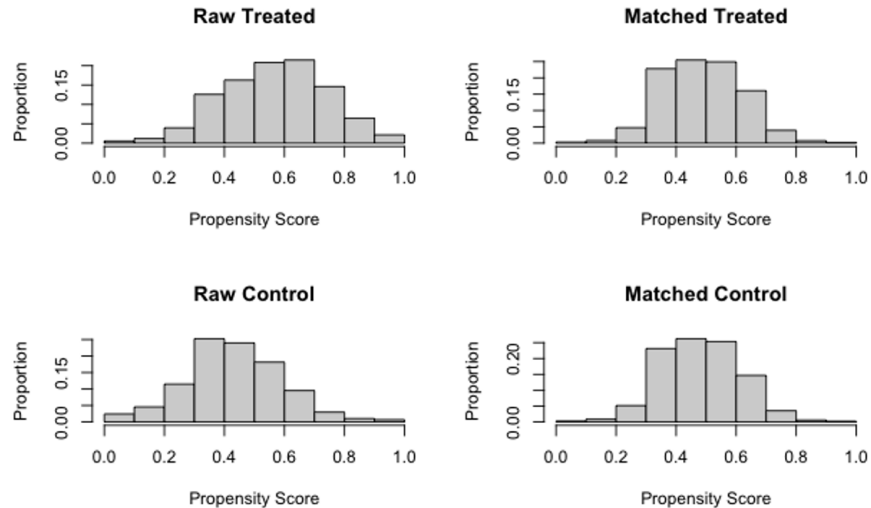 Raw Treated
Proportion
0.00 0.15
0.0 0.2 0.4 0.6 0.8 1.0
Propensity Score
Matched Treated
Proportion
0.00 0.15
0.0 0.2 0.4 0.6 0.8 1.0
Propensity Score
Raw Control
Proportion
0.00 0.15
0.0 0.2 0.4 0.6 0.8 1.0
Propensity Score
Matched Control
Proportion
0.00 0.20
0.0 0.2 0.4 0.6 0.8 1.0
Propensity Score